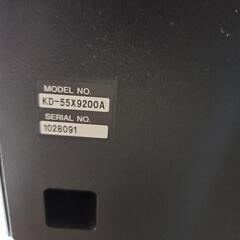 MODEL NO.
KD-55X9200A
SERIAL NO.
1028091